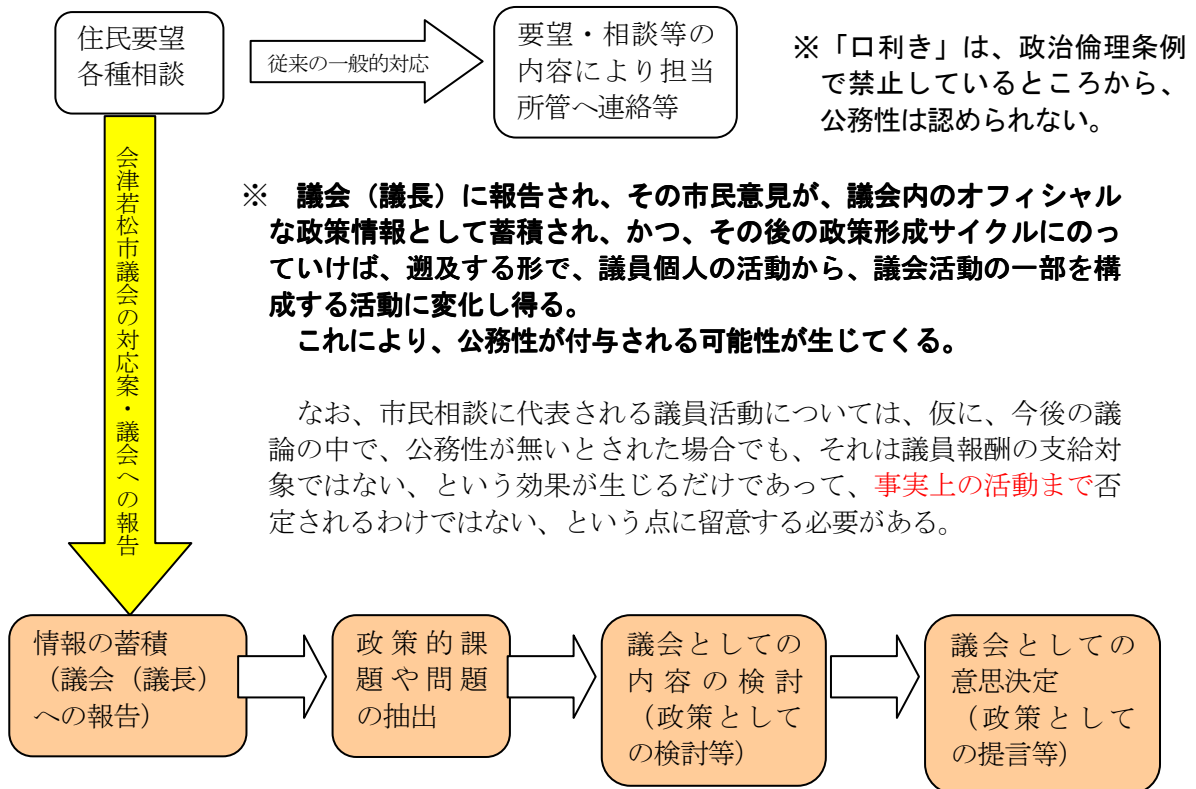 住民要望
各種相談
従来の一般的対応
要望・相談等の
内容により担当
所管へ連絡等
※「口利き」は、政治倫理条例
で禁止しているところから、
公務性は認められない。
会津若松市議会の対応案・議会への報告
※　議会（議長）に報告され、その市民意見が、議会内のオフィシャル
な政策情報として蓄積され、かつ、その後の政策形成サイクルにのっ
ていけば、遡及する形で、議員個人の活動から、議会活動の一部を構
成する活動に変化し得る。
これにより、公務性が付与される可能性が生じてくる。
なお、市民相談に代表される議員活動については、仮に、今後の議
論の中で、公務性が無いとされた場合でも、それは議員報酬の支給対
象ではない、という効果が生じるだけであって、事実上の活動まで否
定されるわけではない、という点に留意する必要がある。
情報の蓄積
（議会（議長）
への報告）
政策的課
題や問題
の抽出
議会としての
内容の検討
（政策として
の検討等）
議会としての
意思決定
（政策として
の提言等）